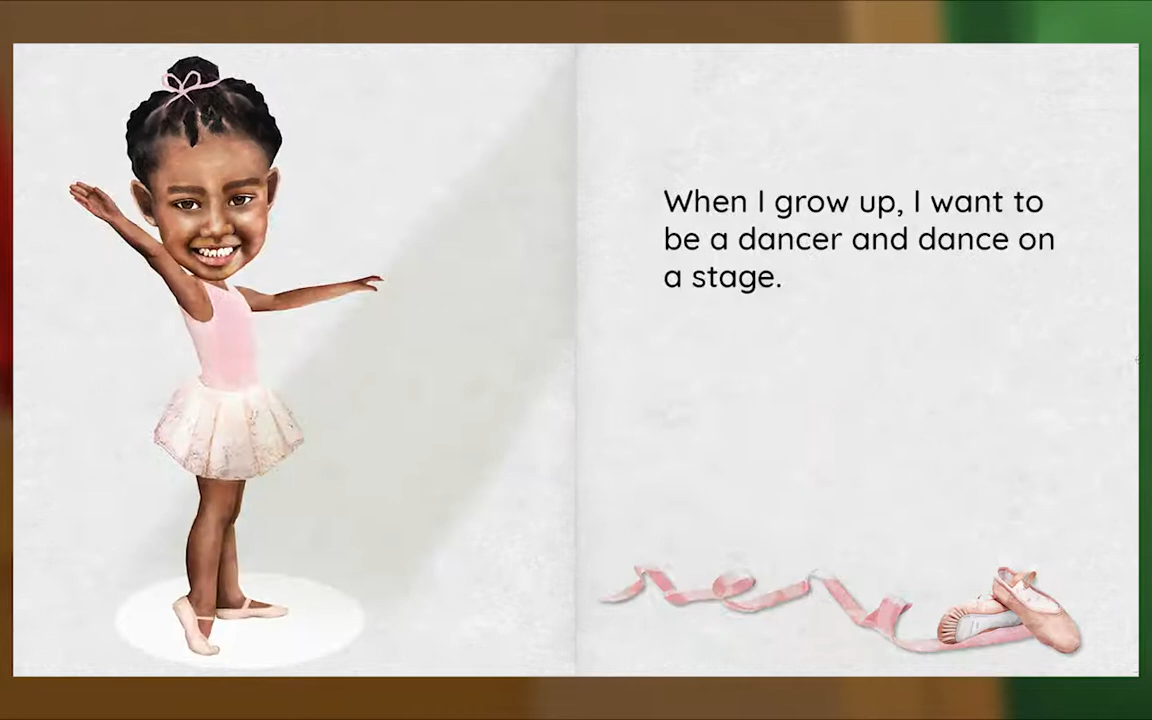 When I grow up, I want to
be a dancer and dance on
a stage.